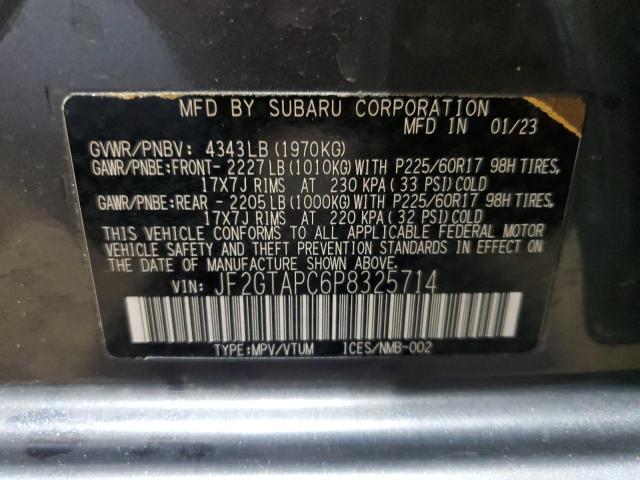 MFD BY SUBARU CORPORATION
MFD IN 01/23
GVWR/PNBV: 4343LB (1970KG)
GAWR/PNBE:FRONT- 2227LB (1010KG) WITH P225/60R17 98H TIRES,
17X7J RIMS AT 230 KPA (33 PSI) COLD
GAWR/PNBE:REAR - 2205LB (1000KG) WITH P225/60R17 98H TIRES,
17X7J RIMS AT 220 KPA (32 PSI) COLD
THIS VEHICLE CONFORMS TO ALL APPLICABLE FEDERAL MOTOR
VEHICLE SAFETY AND THEFT PREVENTION STANDARDS IN EFFECT ON
THE DATE OF MANUFACTURE SHOWN ABOVE.
VIN: JF2GTAPC6P8325714
TYPE:MPV/VTUM ICES/NMB-002